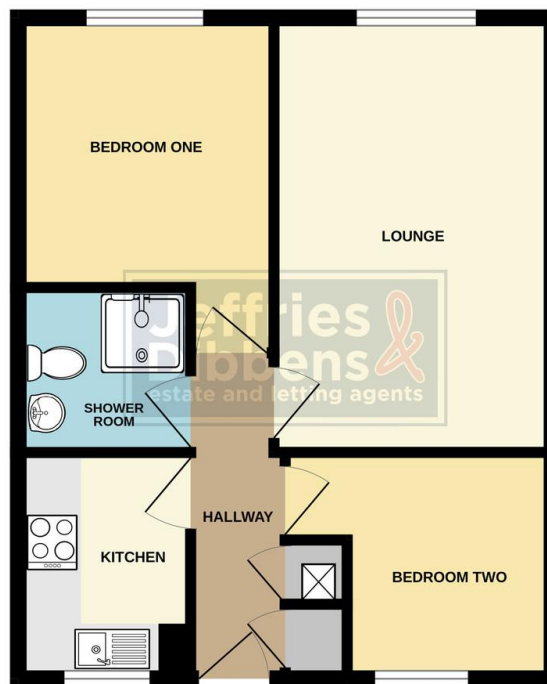 BEDROOM ONE
LOUNGE
Jeffries &
Dibbens
estate and letting agents
SHOWER
ROOM
HALLWAY
KITCHEN
BEDROOM TWO